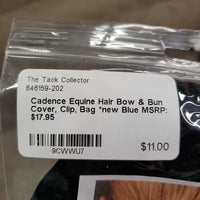 The Tack Collector
846159-202
Cadence Equine Hair Bow & Bun
Cover, Clip, Bag *new Blue MSRP:
$17.95
9CWWU7
$11.00